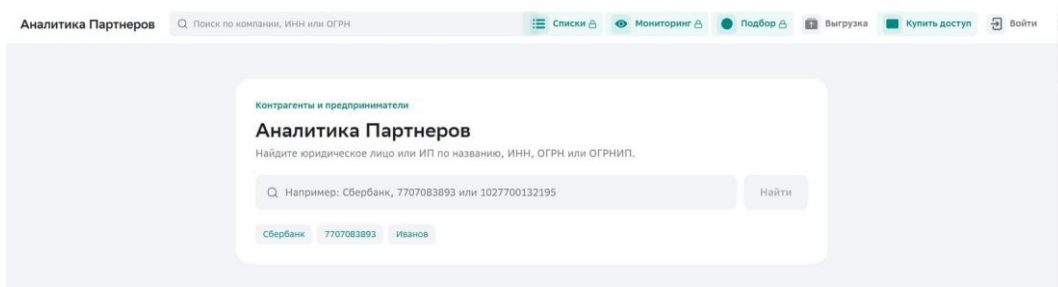 Аналитика Партнеров Поиск по компании, ИНН или ОГРН Списки Мониторинг Подбор Выгрузка Купить доступ Войти
Контрагенты и предприниматели
Аналитика Партнеров
Найдите юридическое лицо или ИП по названию, ИНН, ОГРН или ОГРНИП.
Например: Сбербанк, 7707083893 или 1027700132195 Найти
Сбербанк 7707083893 Иванов